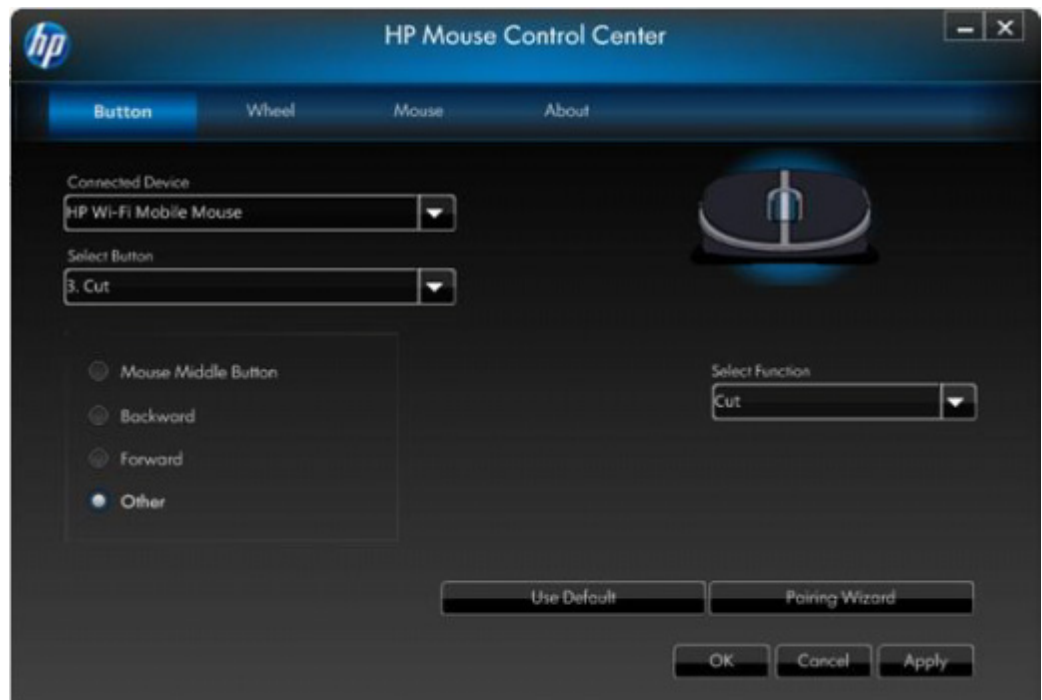 hp
HP Mouse Control Center
Button Wheel Mouse About
Connected Device
HP Wi-Fi Mobile Mouse
Select Button
3. Cut
Mouse Middle Button
Backward
Forward
Other
Select Function
Cut
Use Default Pairing Wizard
OK Cancel Apply